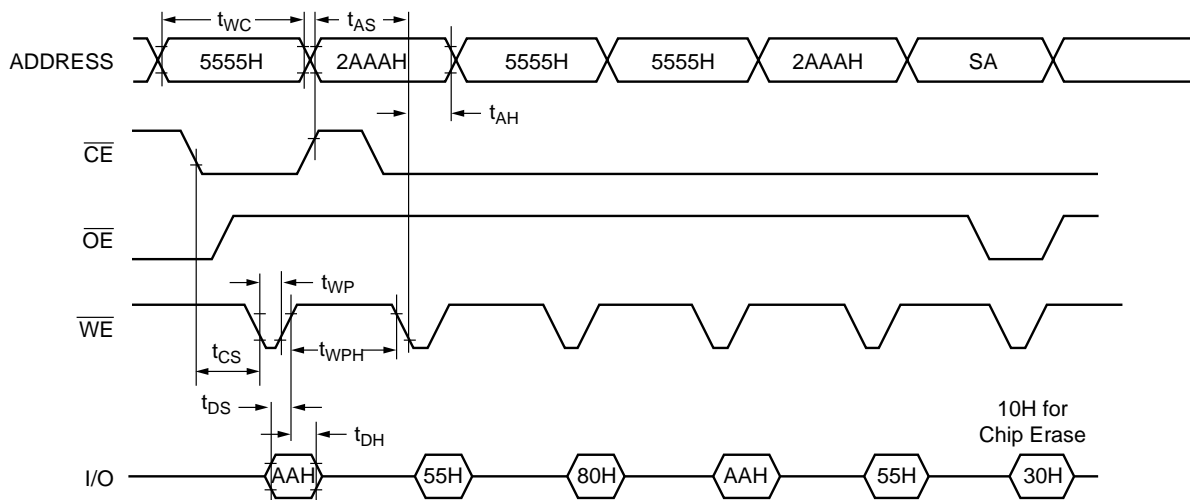 tWC tAS
ADDRESS 5555H 2AAAH 5555H 5555H 2AAAH SA
tAH
CE
OE
tWP
WE
tCS tWPH
tDS
tDH
10H for
Chip Erase
I/O AAH 55H 80H AAH 55H 30H